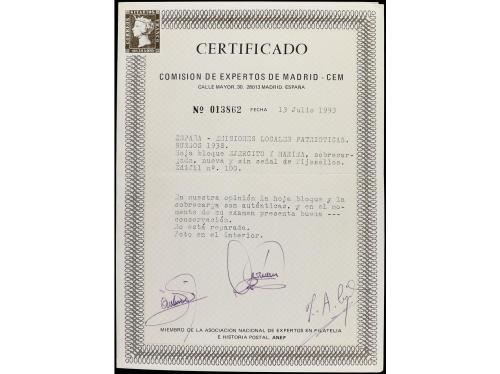 CERTIFICADO
COMISION DE EXPERTOS DE MADRID - CEM
CALLE MAYOR, 30. 28013 MADRID. ESPAÑA
Nº 013862 FECHA 13 Julio 1993
ESPAÑA - EMISIONES LOCALES PATRIOTICAS.
BURGOS 1938.
Hoja bloque EJERCITO Y MARINA, sobrecar-
gada, nueva y sin señal de fijasellos.
Edifil nº. 100.
En nuestra opinión la hoja bloque y la
sobrecarga son auténticas, y en el mo-
mento de su examen presenta buena ---
conservación.
No está reparada.
Foto en el interior.
MIEMBRO DE LA ASOCIACION NACIONAL DE EXPERTOS EN FILATELIA
E HISTORIA POSTAL. ANEF